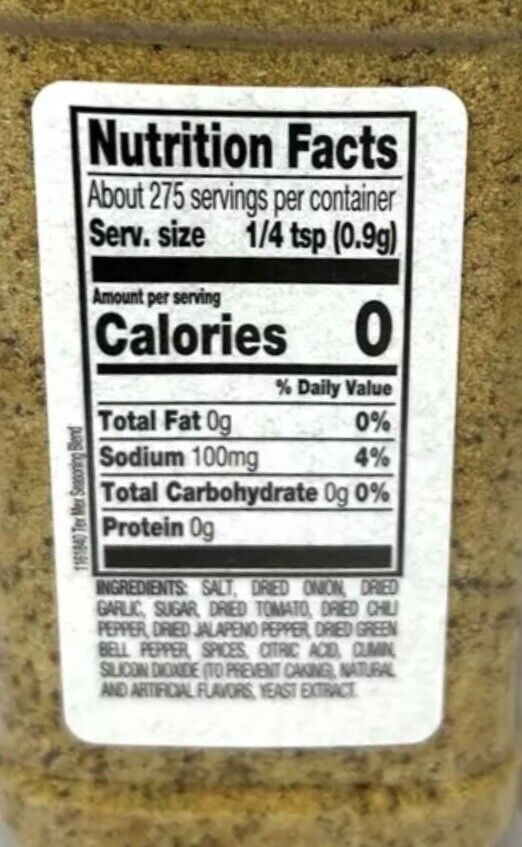 Nutrition Facts
About 275 servings per container
Serv. size 1/4 tsp (0.9g)
Amount per serving
Calories 0
% Daily Value
Total Fat 0g 0%
Sodium 100mg 4%
Total Carbohydrate 0g 0%
Protein 0g
INGREDIENTS: SALT, DRIED ONION, DRIED
GARLIC, SUGAR, DRIED TOMATO, DRIED CHILI
PEPPER, DRIED JALAPENO PEPPER, DRIED GREEN
BELL PEPPER, SPICES, CITRIC ACID, CUMIN,
SILICON DIOXIDE (TO PREVENT CAKING), NATURAL
AND ARTIFICIAL FLAVORS, YEAST EXTRACT.
1161840 Tex Mex Seasoning Blend